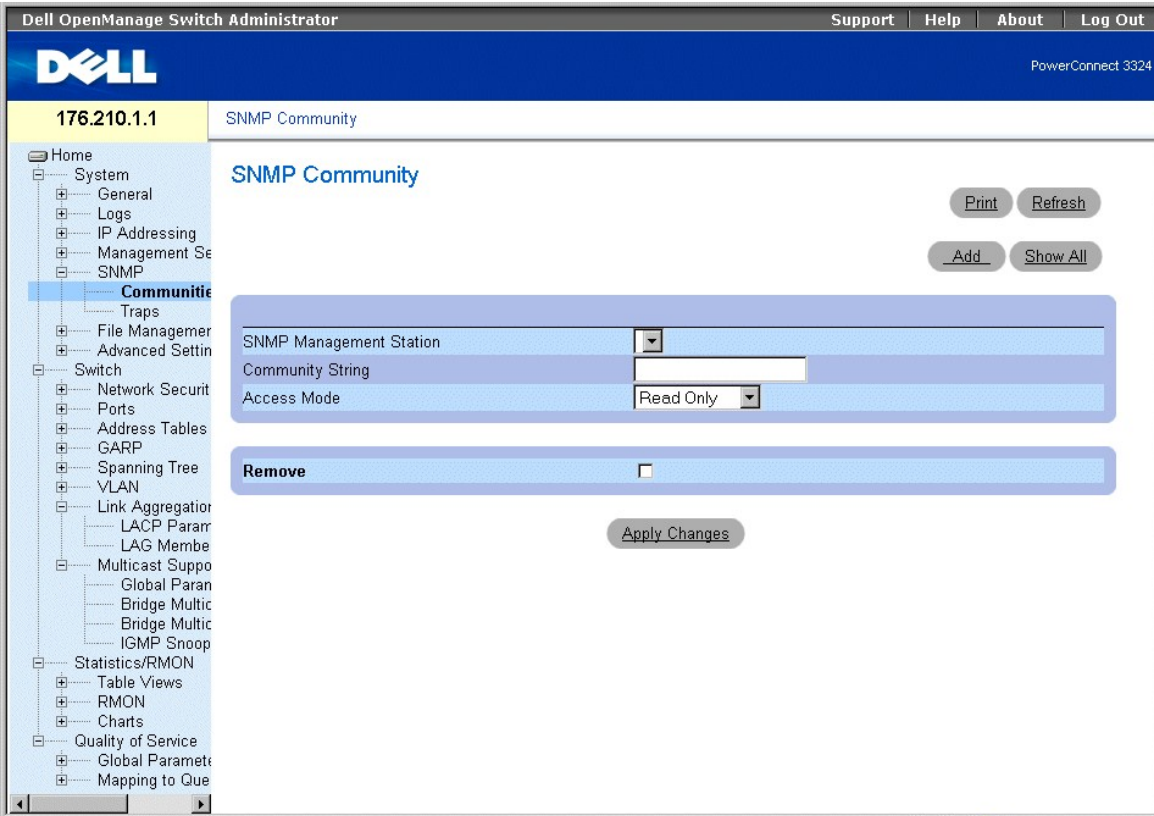 Dell OpenManage Switch Administrator
Support | Help | About | Log Out
DELL
PowerConnect 3324
176.210.1.1
SNMP Community
Home
System
General
Logs
IP Addressing
Management Se
SNMP
Communitie
Traps
File Managemer
Advanced Settin
Switch
Network Securit
Ports
Address Tables
GARP
Spanning Tree
VLAN
Link Aggregation
LACP Param
LAG Membe
Multicast Suppo
Global Paran
Bridge Multic
Bridge Multic
IGMP Snoop
Statistics/RMON
Table Views
RMON
Charts
Quality of Service
Global Paramete
Mapping to Que
SNMP Community
Print
Refresh
Add
Show All
SNMP Management Station
Community String
Access Mode
Read Only
Remove
Apply Changes